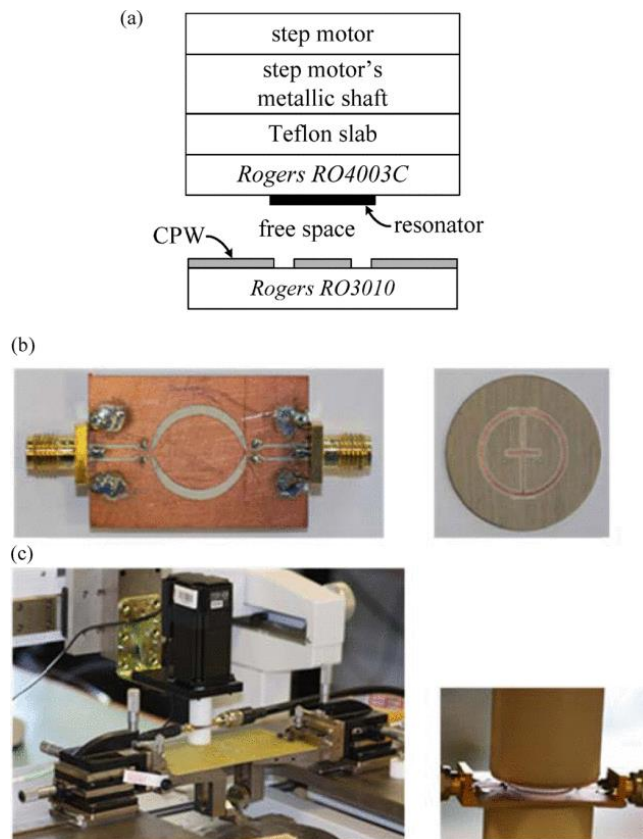 (a)
step motor
step motor's
metallic shaft
Teflon slab
Rogers RO4003C
resonator
free space
CPW
Rogers RO3010
(b)
(c)